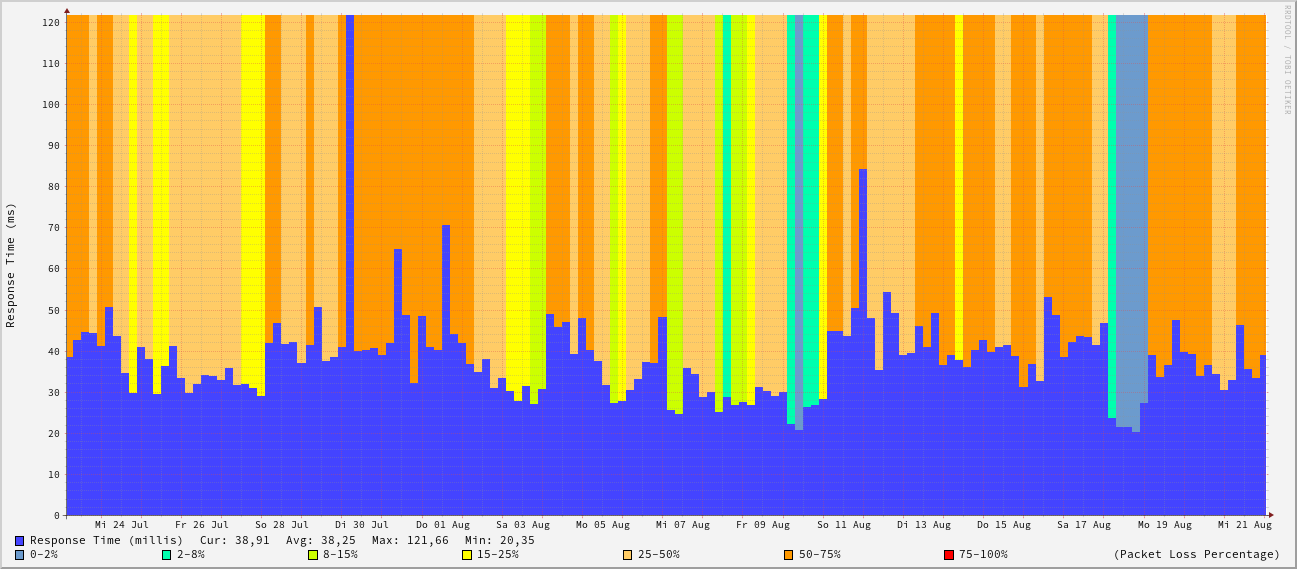 RRDTOOL / TOBI OETIKER
Response Time (ms)
120
110
100
90
80
70
60
50
40
30
20
10
0
Mi 24 Jul Fr 26 Jul So 28 Jul Di 30 Jul Do 01 Aug Sa 03 Aug Mo 05 Aug Mi 07 Aug Fr 09 Aug So 11 Aug Di 13 Aug Do 15 Aug Sa 17 Aug Mo 19 Aug Mi 21 Aug
Response Time (millis) Cur: 38,91 Avg: 38,25 Max: 121,66 Min: 20,35
0-2% 2-8% 8-15% 15-25% 25-50% 50-75% 75-100% (Packet Loss Percentage)